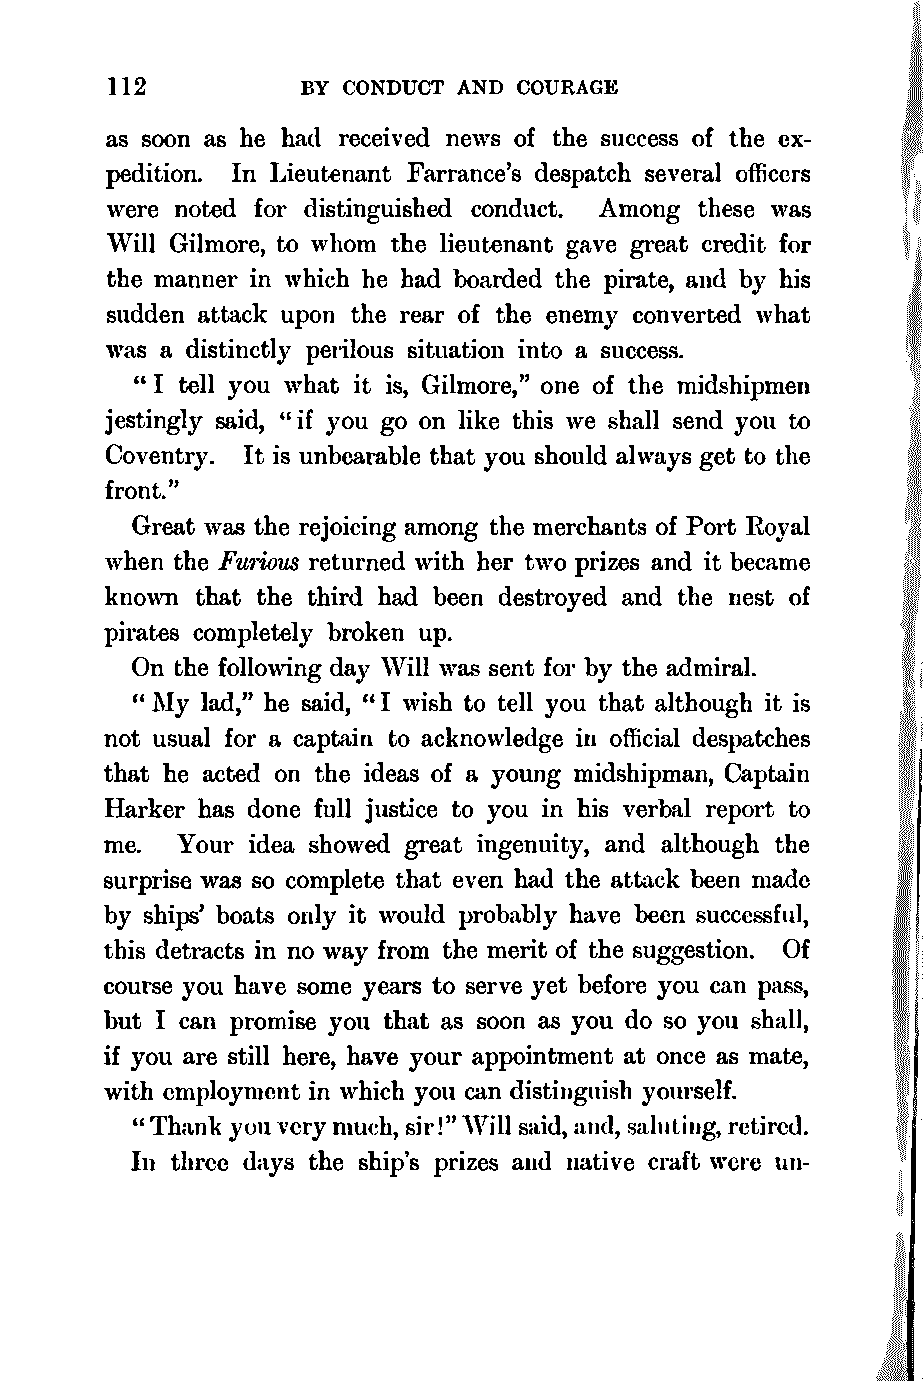 112 BY CONDUCT AND COURAGE
as soon as he had received news of the success of the ex-
pedition. In Lieutenant Farrance's despatch several officers
were noted for distinguished conduct. Among these was
Will Gilmore, to whom the lieutenant gave great credit for
the manner in which he had boarded the pirate, and by his
sudden attack upon the rear of the enemy converted what
was a distinctly perilous situation into a success.
"I tell you what it is, Gilmore," one of the midshipmen
jestingly said, "if you go on like this we shall send you to
Coventry. It is unbearable that you should always get to the
front."
Great was the rejoicing among the merchants of Port Royal
when the Furious returned with her two prizes and it became
known that the third had been destroyed and the nest of
pirates completely broken up.
On the following day Will was sent for by the admiral.
"My lad," he said, "I wish to tell you that although it is
not usual for a captain to acknowledge in official despatches
that he acted on the ideas of a young midshipman, Captain
Harker has done full justice to you in his verbal report to
me. Your idea showed great ingenuity, and although the
surprise was so complete that even had the attack been made
by ships' boats only it would probably have been successful,
this detracts in no way from the merit of the suggestion. Of
course you have some years to serve yet before you can pass,
but I can promise you that as soon as you do so you shall,
if you are still here, have your appointment at once as mate,
with employment in which you can distinguish yourself.
"Thank you very much, sir!" Will said, and, saluting, retired.
In three days the ship's prizes and native craft were un-